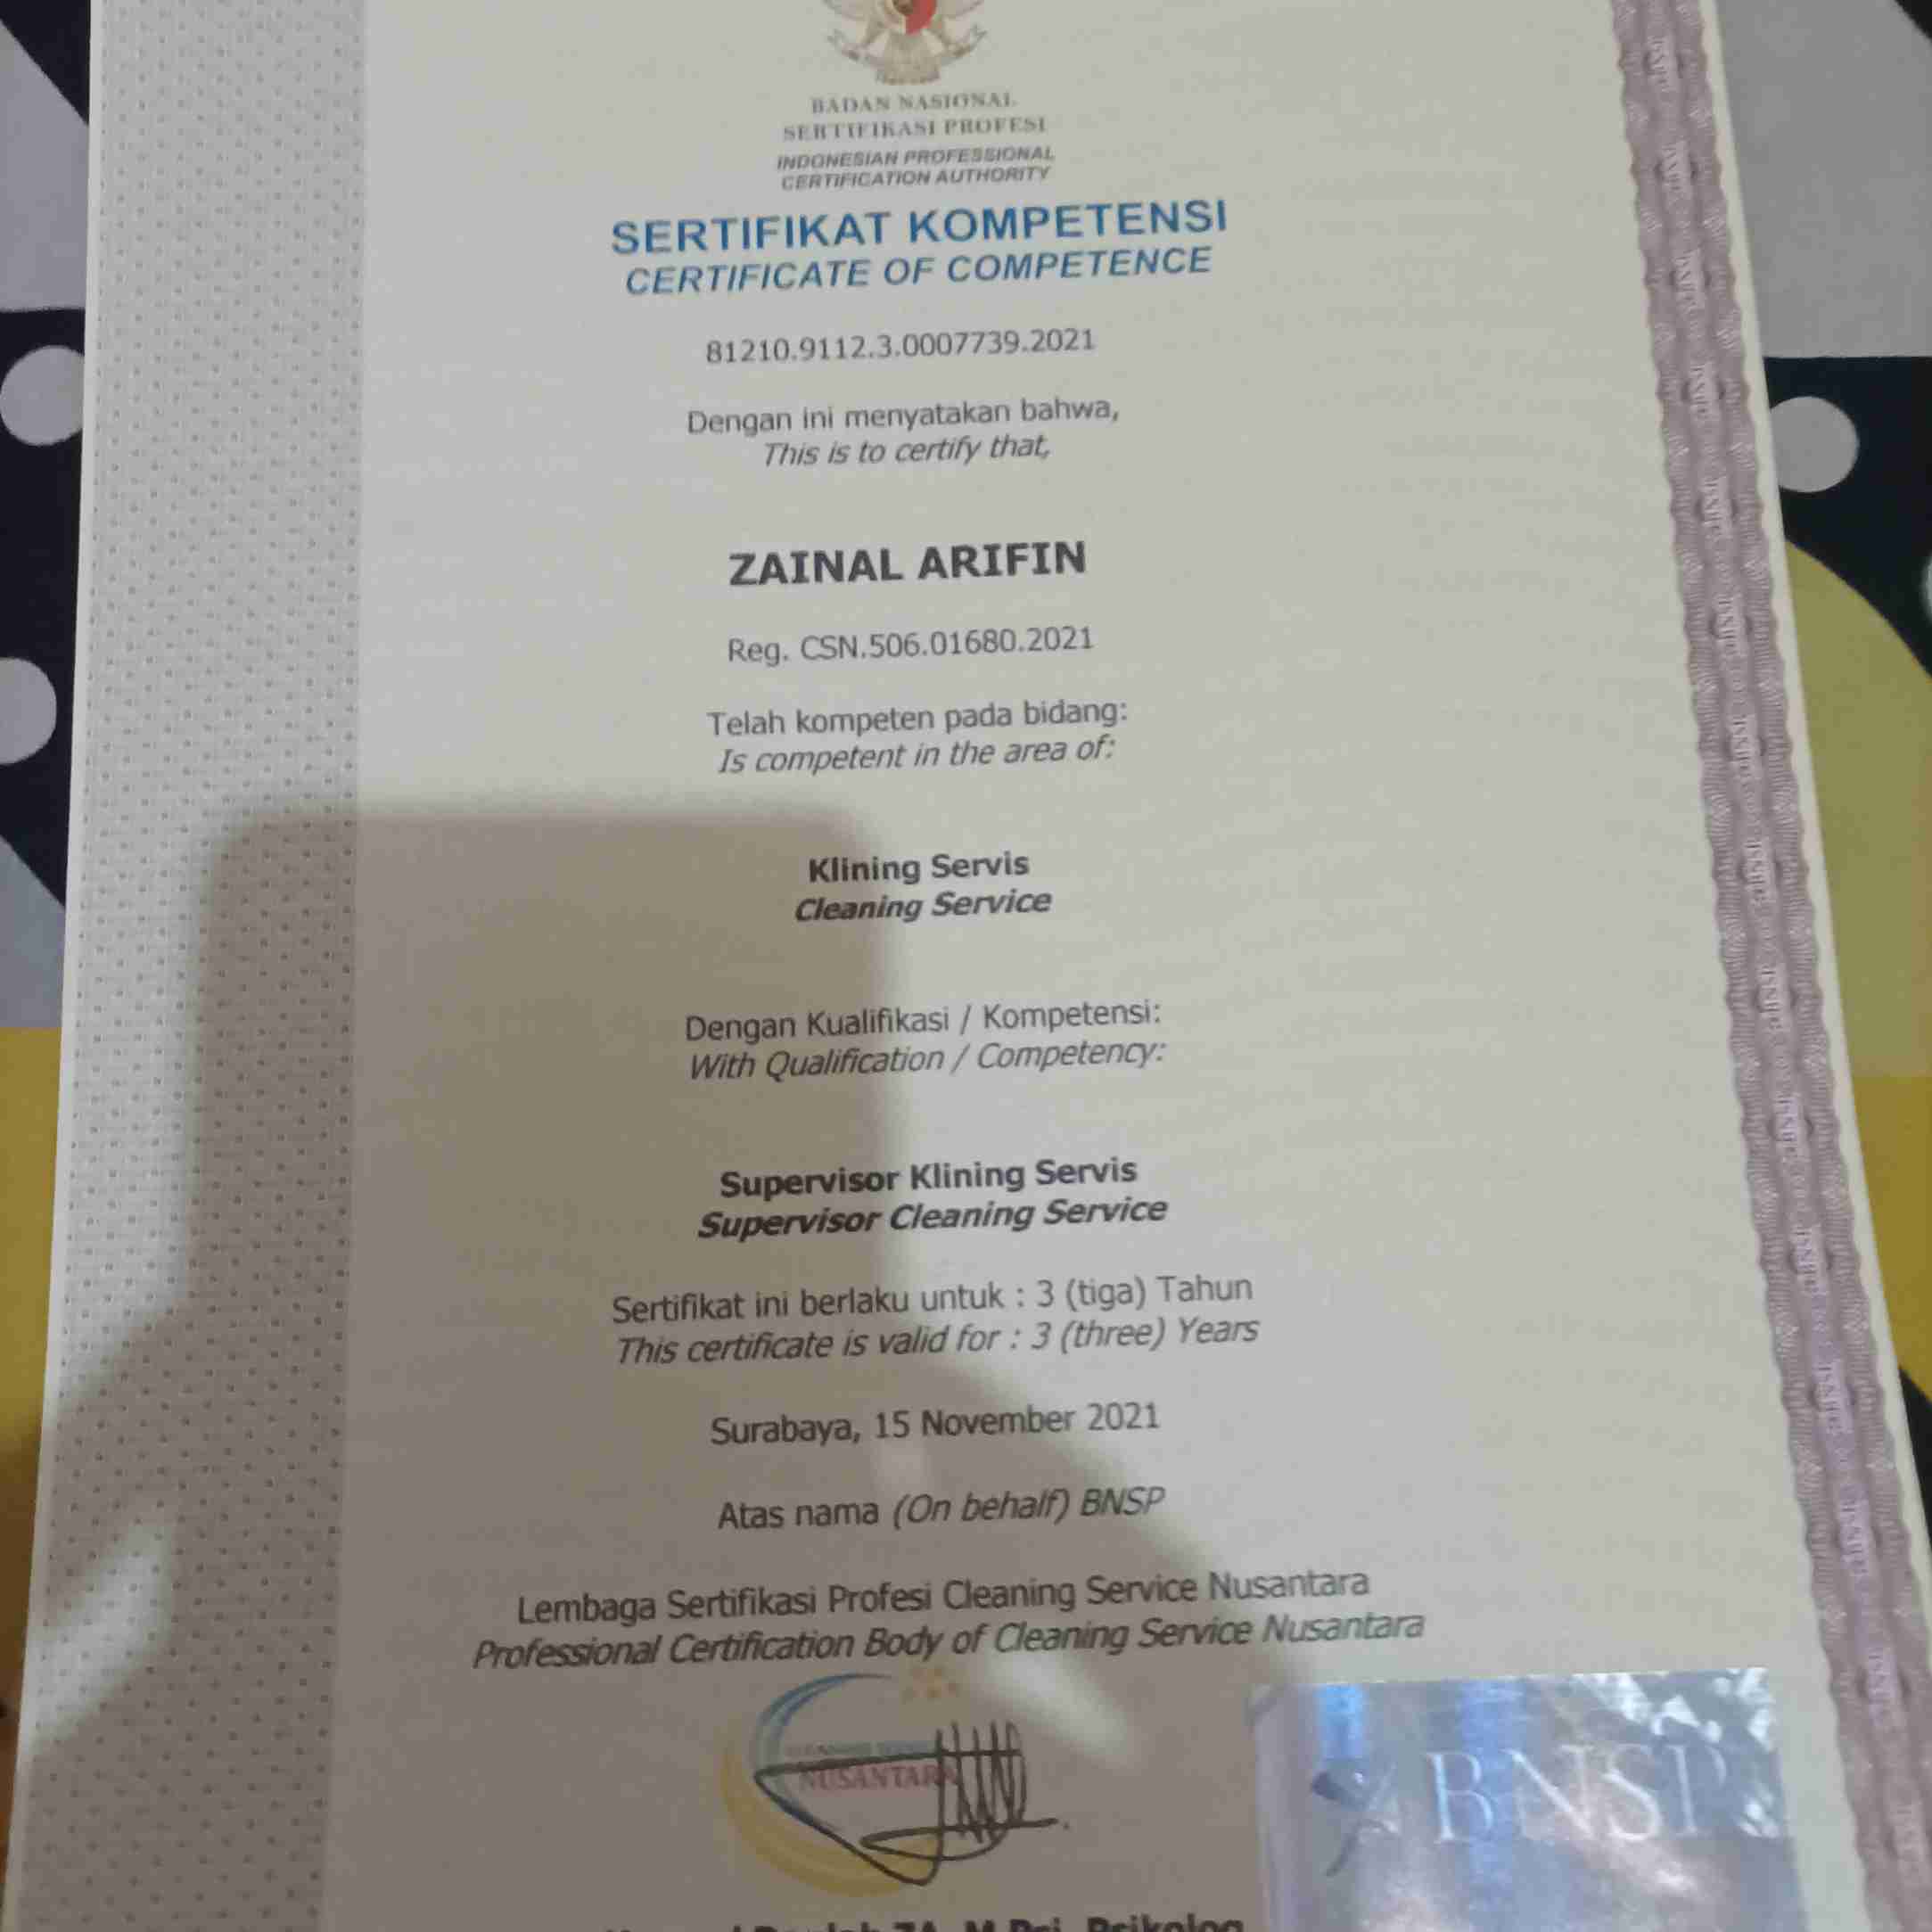 BADAN NASIONAL
SERTIFIKASI PROFESI
INDONESIAN PROFESSIONAL
CERTIFICATION AUTHORITY
SERTIFIKAT KOMPETENSI
CERTIFICATE OF COMPETENCE
81210.9112.3.0007739.2021
Dengan ini menyatakan bahwa,
This is to certify that,
ZAINAL ARIFIN
Reg. CSN.506.01680.2021
Telah kompeten pada bidang:
Is competent in the area of:
Klining Servis
Cleaning Service
Dengan Kualifikasi / Kompetensi:
With Qualification / Competency:
Supervisor Klining Servis
Supervisor Cleaning Service
Sertifikat ini berlaku untuk : 3 (tiga) Tahun
This certificate is valid for : 3 (three) Years
Surabaya, 15 November 2021
Atas nama (On behalf) BNSP
Lembaga Sertifikasi Profesi Cleaning Service Nusantara
Professional Certification Body of Cleaning Service Nusantara
NUSANTARA
BNSP
ZA, M.Psi, Psikolog